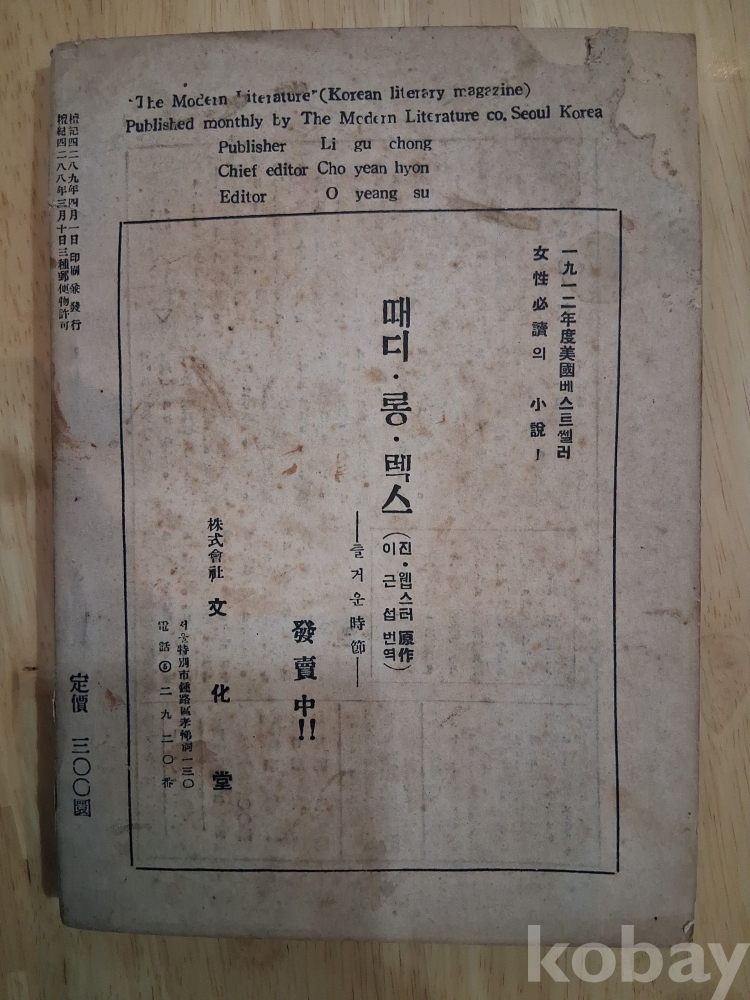 "The Modern Literature" (Korean literary magazine)
Published monthly by The Modern Literature co. Seoul Korea
Publisher Li gu chong
Chief editor Cho yean hyon
Editor O yeang su
一九一二年度美國베스트쎌러
女性必讀의 小說!
때디·롱·렉스
(진·웹스터 原作
이근섭 번역)
—즐거운時節—
發賣中!!
株式會社 文化堂
서울特別市鍾路區孝悌洞一三〇
電話⑤二九二〇番
檀記四二八九年四月一日 印刷 兼 發行
檀紀四二八八年三月十日三種郵便物許可
定價 三〇〇圜
kobay